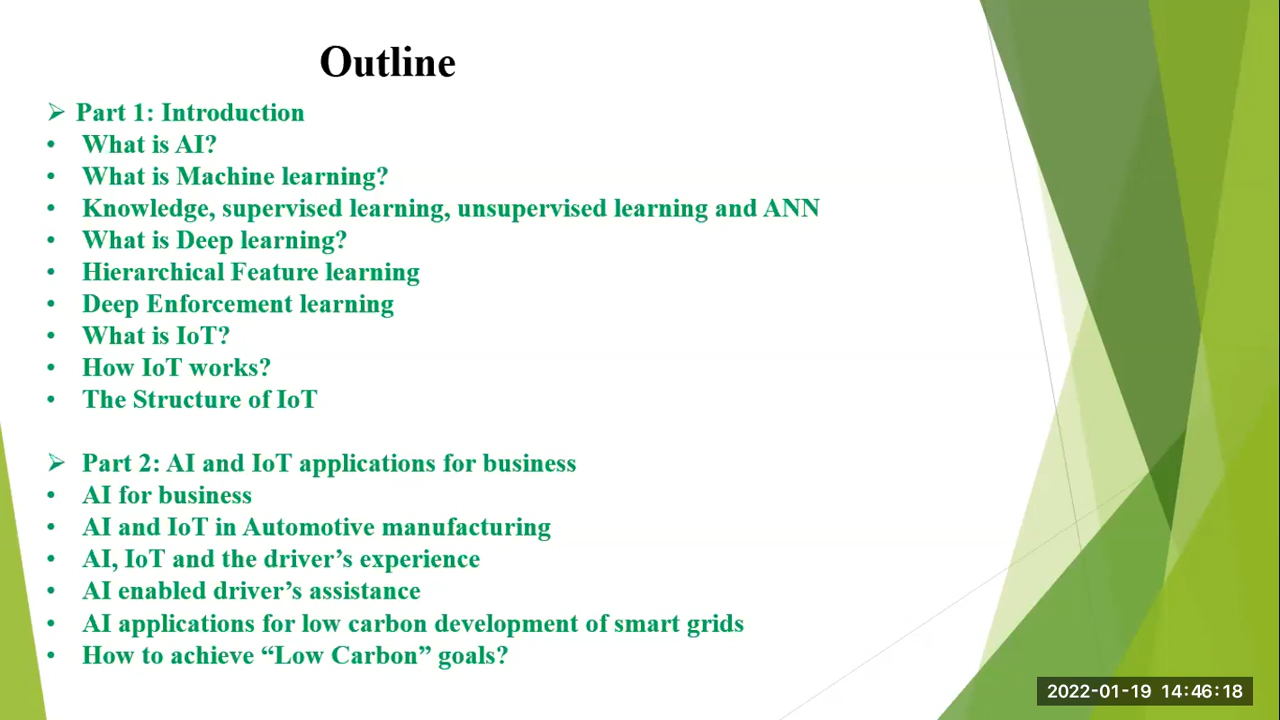 Outline
➢ Part 1: Introduction
• What is AI?
• What is Machine learning?
• Knowledge, supervised learning, unsupervised learning and ANN
• What is Deep learning?
• Hierarchical Feature learning
• Deep Enforcement learning
• What is IoT?
• How IoT works?
• The Structure of IoT
➢ Part 2: AI and IoT applications for business
• AI for business
• AI and IoT in Automotive manufacturing
• AI, IoT and the driver’s experience
• AI enabled driver’s assistance
• AI applications for low carbon development of smart grids
• How to achieve “Low Carbon” goals?
2022-01-19 14:46:18